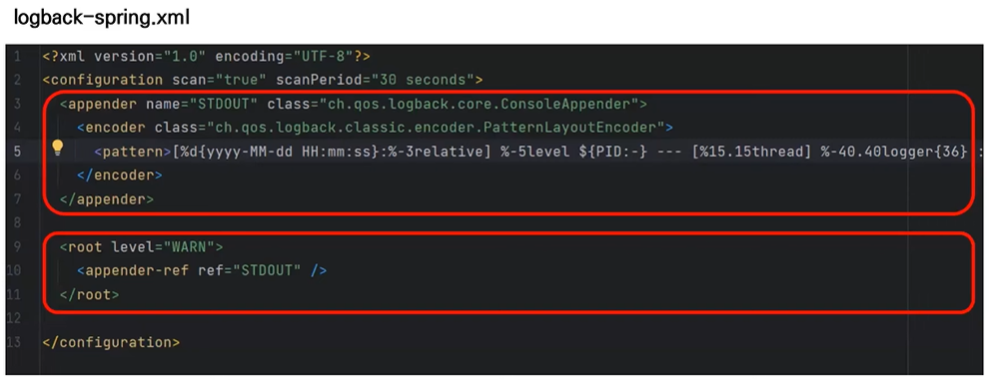 logback-spring.xml
1 <?xml version="1.0" encoding="UTF-8"?>
2 <configuration scan="true" scanPeriod="30 seconds">
3 <appender name="STDOUT" class="ch.qos.logback.core.ConsoleAppender">
4 <encoder class="ch.qos.logback.classic.encoder.PatternLayoutEncoder">
5 <pattern>[%d{yyyy-MM-dd HH:mm:ss}:%-3relative] %-5level ${PID:-} --- [%15.15thread] %-40.40logger{36} :
6 </encoder>
7 </appender>
8
9 <root level="WARN">
10 <appender-ref ref="STDOUT" />
11 </root>
12
13 </configuration>